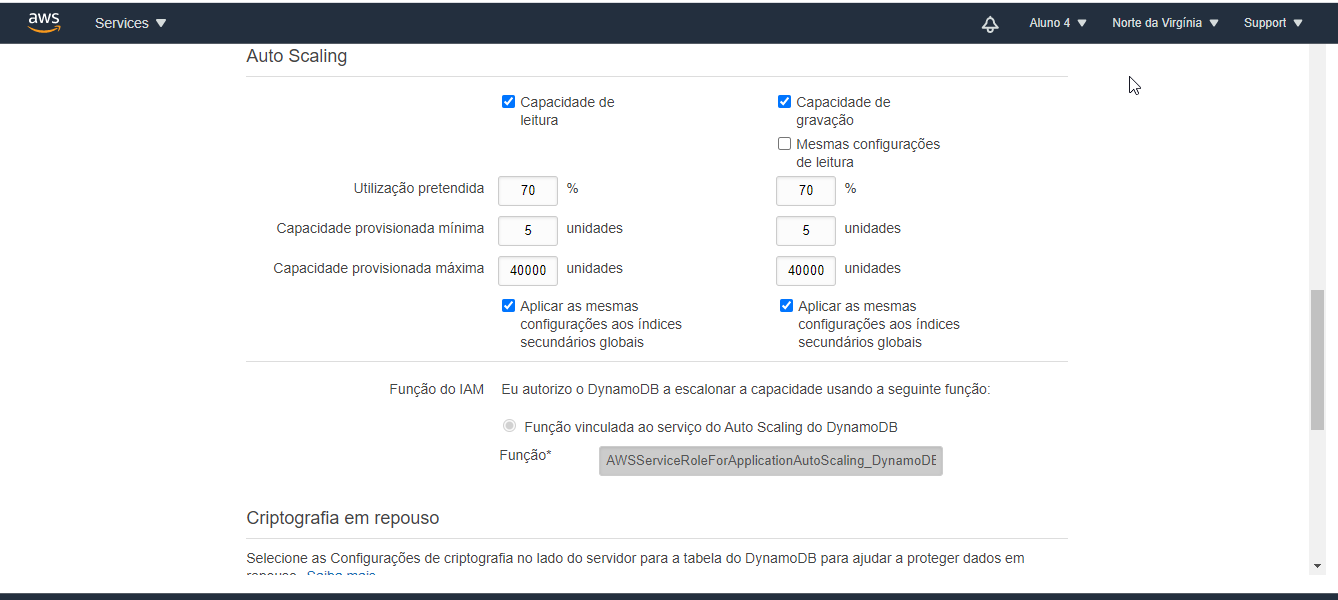 aws Services Aluno 4 Norte da Virgínia Support
Auto Scaling
Capacidade de leitura
Capacidade de gravação
Mesmas configurações de leitura
Utilização pretendida 70 % 70 %
Capacidade provisionada mínima 5 unidades 5 unidades
Capacidade provisionada máxima 40000 unidades 40000 unidades
Aplicar as mesmas configurações aos índices secundários globais
Aplicar as mesmas configurações aos índices secundários globais
Função do IAM Eu autorizo o DynamoDB a escalonar a capacidade usando a seguinte função:
Função vinculada ao serviço do Auto Scaling do DynamoDB
Função* AWSServiceRoleForApplicationAutoScaling_DynamoDB
Criptografia em repouso
Selecione as Configurações de criptografia no lado do servidor para a tabela do DynamoDB para ajudar a proteger dados em
repouso. Saiba mais